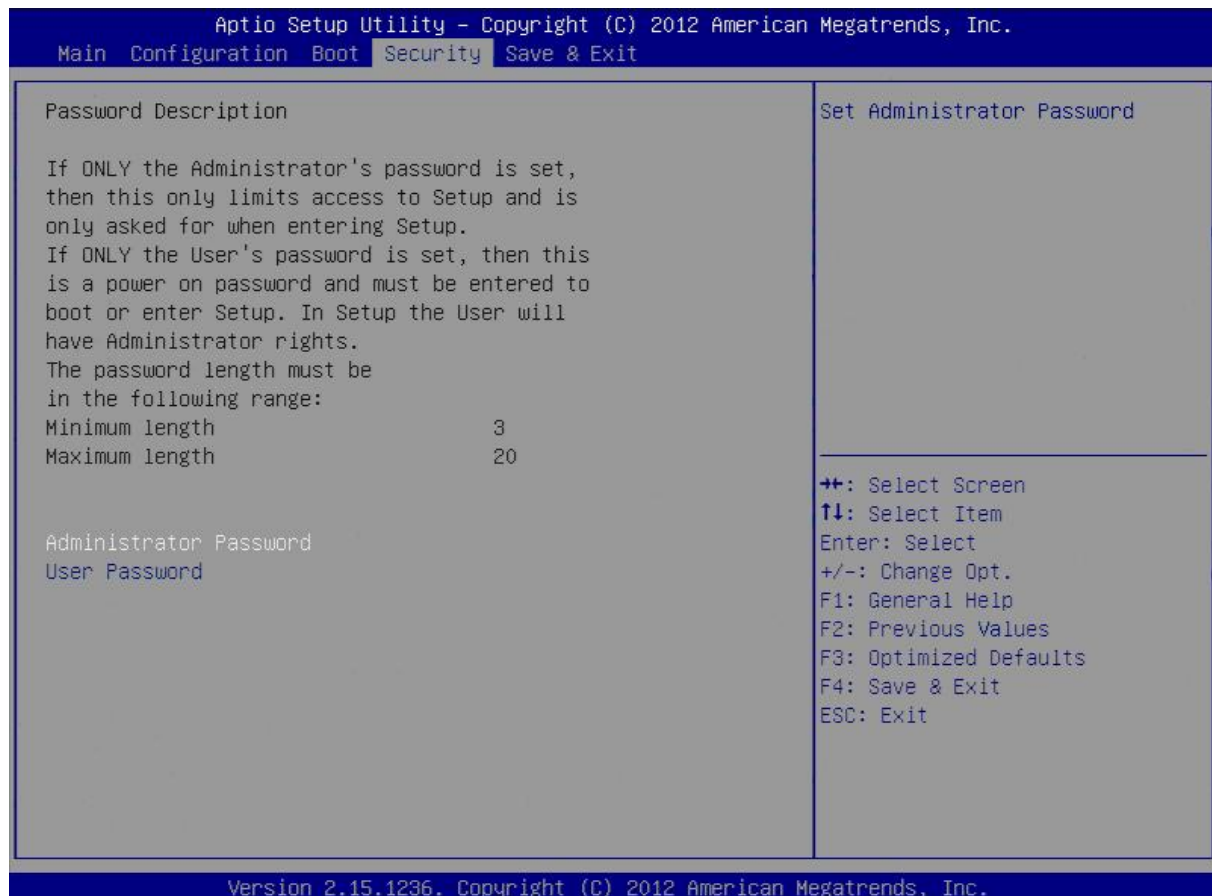 Aptio Setup Utility – Copyright (C) 2012 American Megatrends, Inc.
Main Configuration Boot Security Save & Exit
Password Description
If ONLY the Administrator's password is set,
then this only limits access to Setup and is
only asked for when entering Setup.
If ONLY the User's password is set, then this
is a power on password and must be entered to
boot or enter Setup. In Setup the User will
have Administrator rights.
The password length must be
in the following range:
Minimum length 3
Maximum length 20
Administrator Password
User Password
Set Administrator Password
→←: Select Screen
↑↓: Select Item
Enter: Select
+/-: Change Opt.
F1: General Help
F2: Previous Values
F3: Optimized Defaults
F4: Save & Exit
ESC: Exit
Version 2.15.1236. Copyright (C) 2012 American Megatrends, Inc.